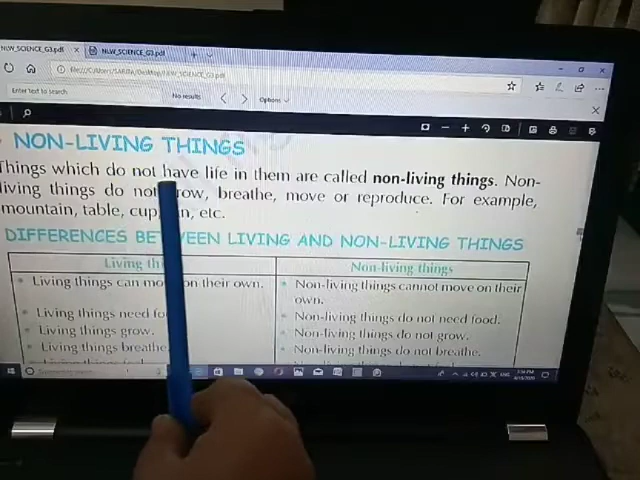 NLW_SCIENCE_G3.pdf
NLW_SCIENCE_G3.pdf
Enter text to search
No results
Options
NON-LIVING THINGS
Things which do not have life in them are called non-living things. Non-
living things do not row, breathe, move or reproduce. For example,
mountain, table, cup, n, etc.
DIFFERENCES BE WEEN LIVING AND NON-LIVING THINGS
Living th
Non-living things
Living things can mo on their own.
Non-living things cannot move on their
own.
Living things need fo
Non-living things do not need food.
Living things grow.
Non-living things do not grow.
Living things breathe
Non-living things do not breathe.